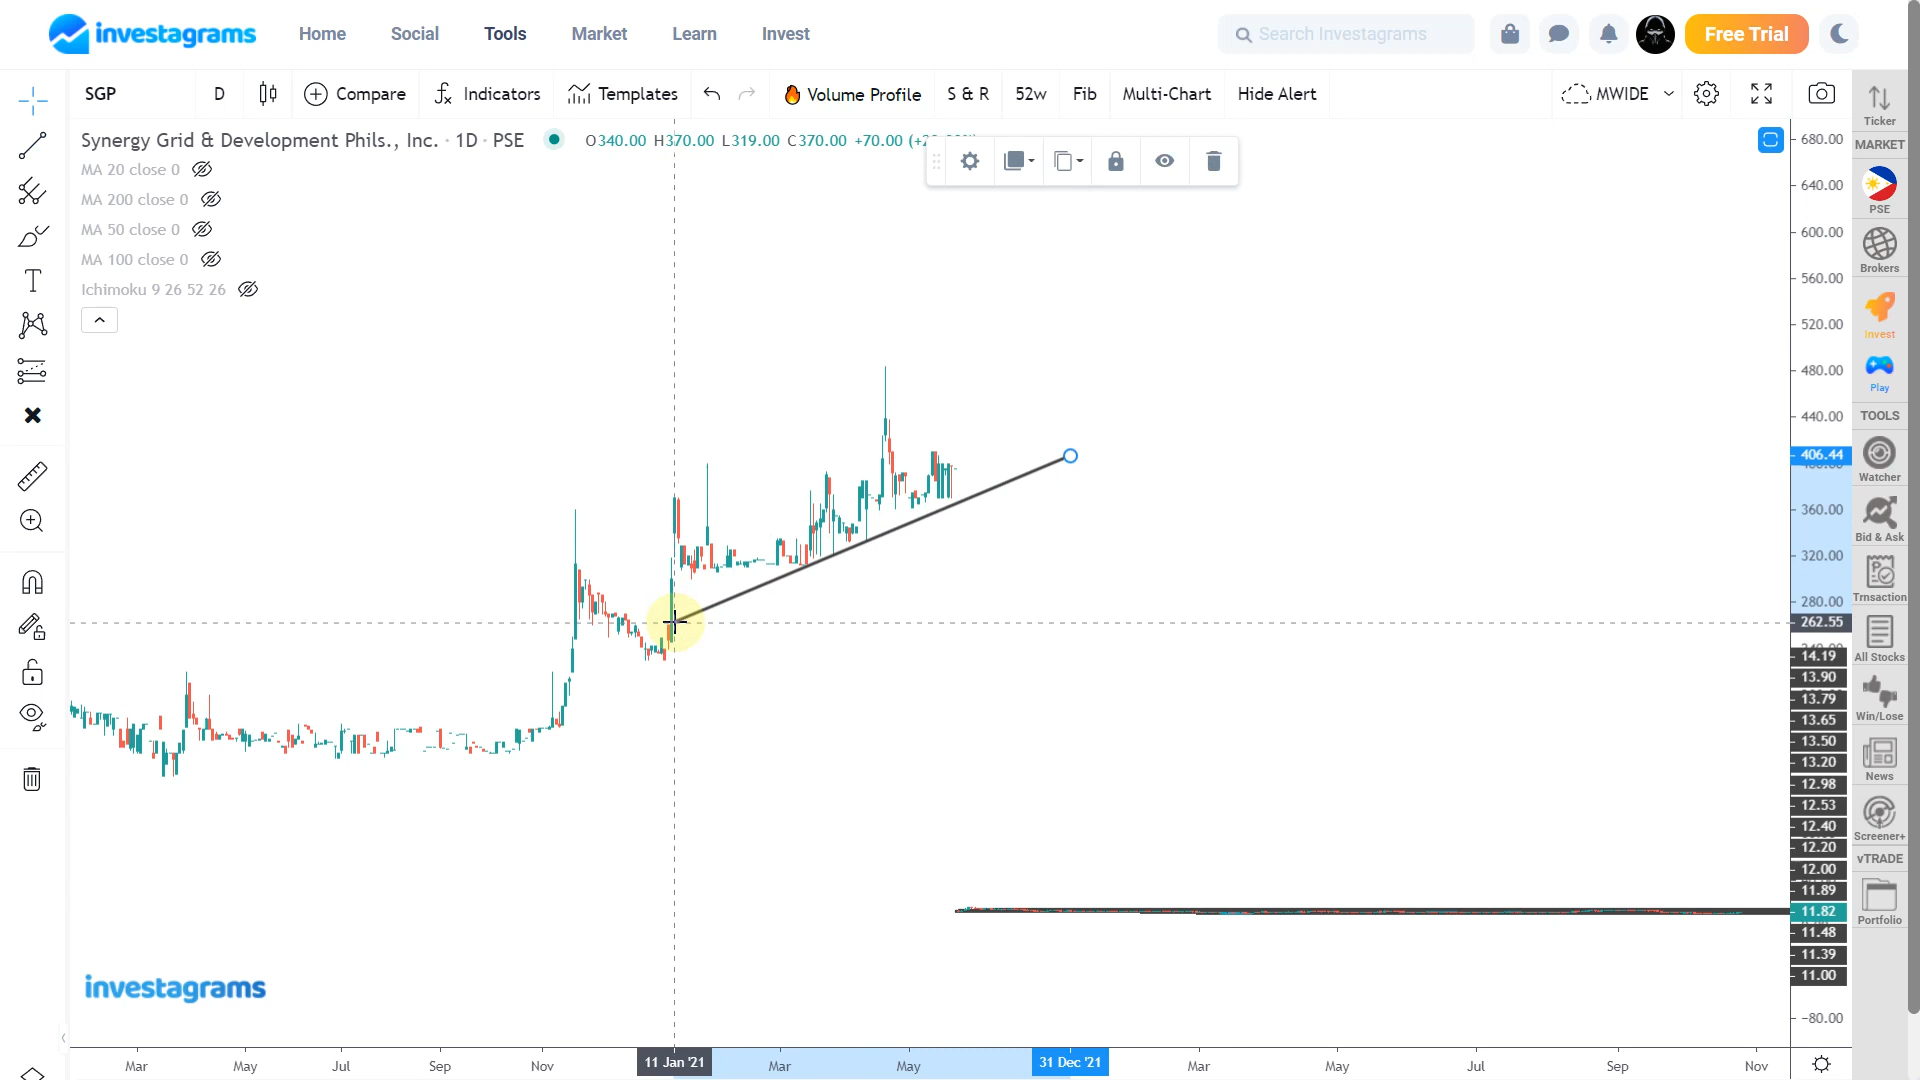 investagrams
Home
Social
Tools
Market
Learn
Invest
Search Investagrams
Free Trial
SGP
D
Compare
Indicators
Templates
Volume Profile
S & R
52w
Fib
Multi-Chart
Hide Alert
MWIDE
Synergy Grid & Development Phils., Inc. · 1D · PSE
O340.00 H370.00 L319.00 C370.00 +70.00
MA 20 close 0
MA 200 close 0
MA 50 close 0
MA 100 close 0
Ichimoku 9 26 52 26
680.00
640.00
600.00
560.00
520.00
480.00
440.00
406.44
360.00
320.00
280.00
262.55
14.19
13.90
13.79
13.65
13.50
13.20
12.98
12.53
12.40
12.20
12.00
11.89
11.82
11.48
11.39
11.00
-80.00
Ticker
MARKET
PSE
Brokers
Invest
Play
TOOLS
Watcher
Bid & Ask
Trnsaction
All Stocks
Win/Lose
News
Screener+
vTRADE
Portfolio
investagrams
Mar
May
Jul
Sep
Nov
11 Jan '21
Mar
May
31 Dec '21
Mar
May
Jul
Sep
Nov